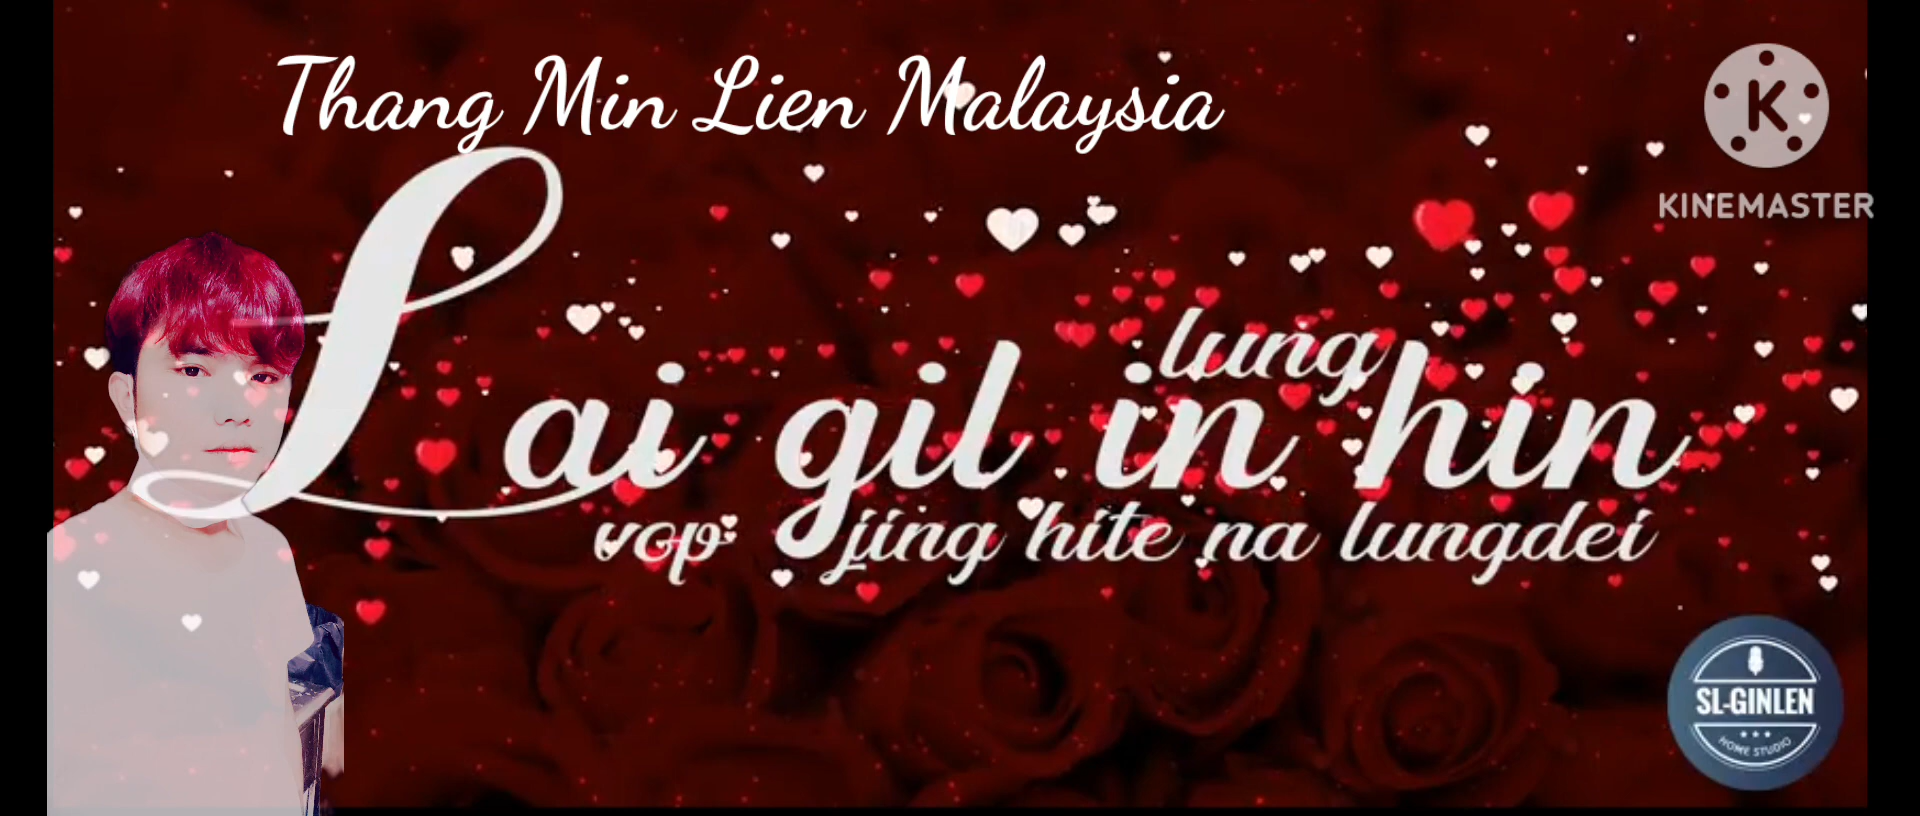 Thang Min Lien Malaysia
K
KINEMASTER
lung
Lai gil in hin
vop jing hite na lungdei
SL-GINLEN
HOME STUDIO